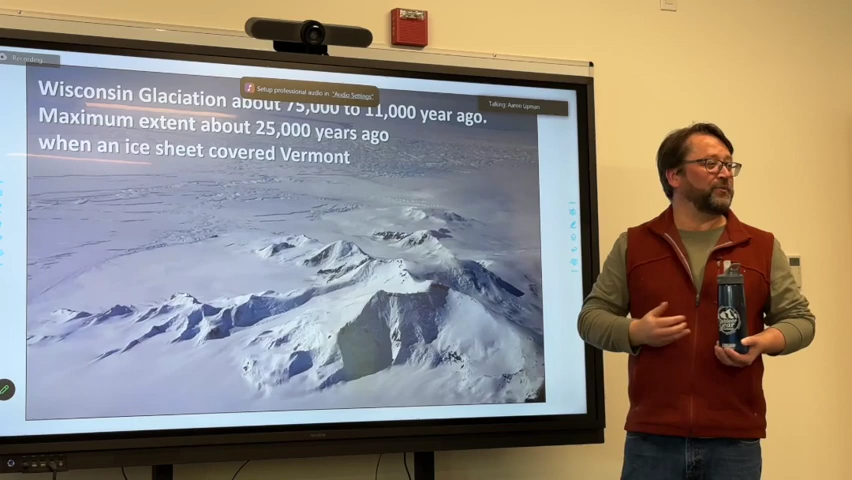 Recording
Setup professional audio in "Audio Settings"
Talking: Aaron Lipman
Wisconsin Glaciation about 75,000 to 11,000 year ago.
Maximum extent about 25,000 years ago
when an ice sheet covered Vermont